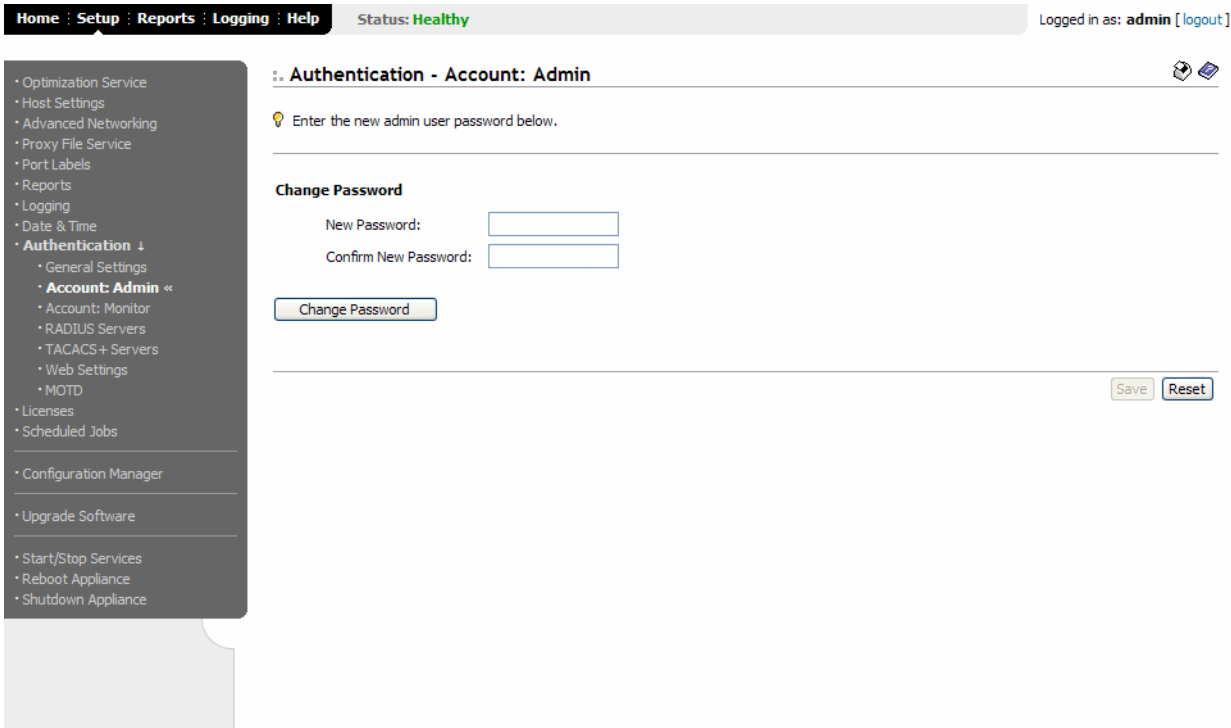 Home Setup Reports Logging Help
Status: Healthy
Logged in as: admin [ logout ]
· Optimization Service
· Host Settings
· Advanced Networking
· Proxy File Service
· Port Labels
· Reports
· Logging
· Date & Time
· Authentication ↓
· General Settings
· Account: Admin «
· Account: Monitor
· RADIUS Servers
· TACACS+ Servers
· Web Settings
· MOTD
· Licenses
· Scheduled Jobs
· Configuration Manager
· Upgrade Software
· Start/Stop Services
· Reboot Appliance
· Shutdown Appliance
Authentication - Account: Admin
Enter the new admin user password below.
Change Password
New Password:
Confirm New Password:
Change Password
Save Reset